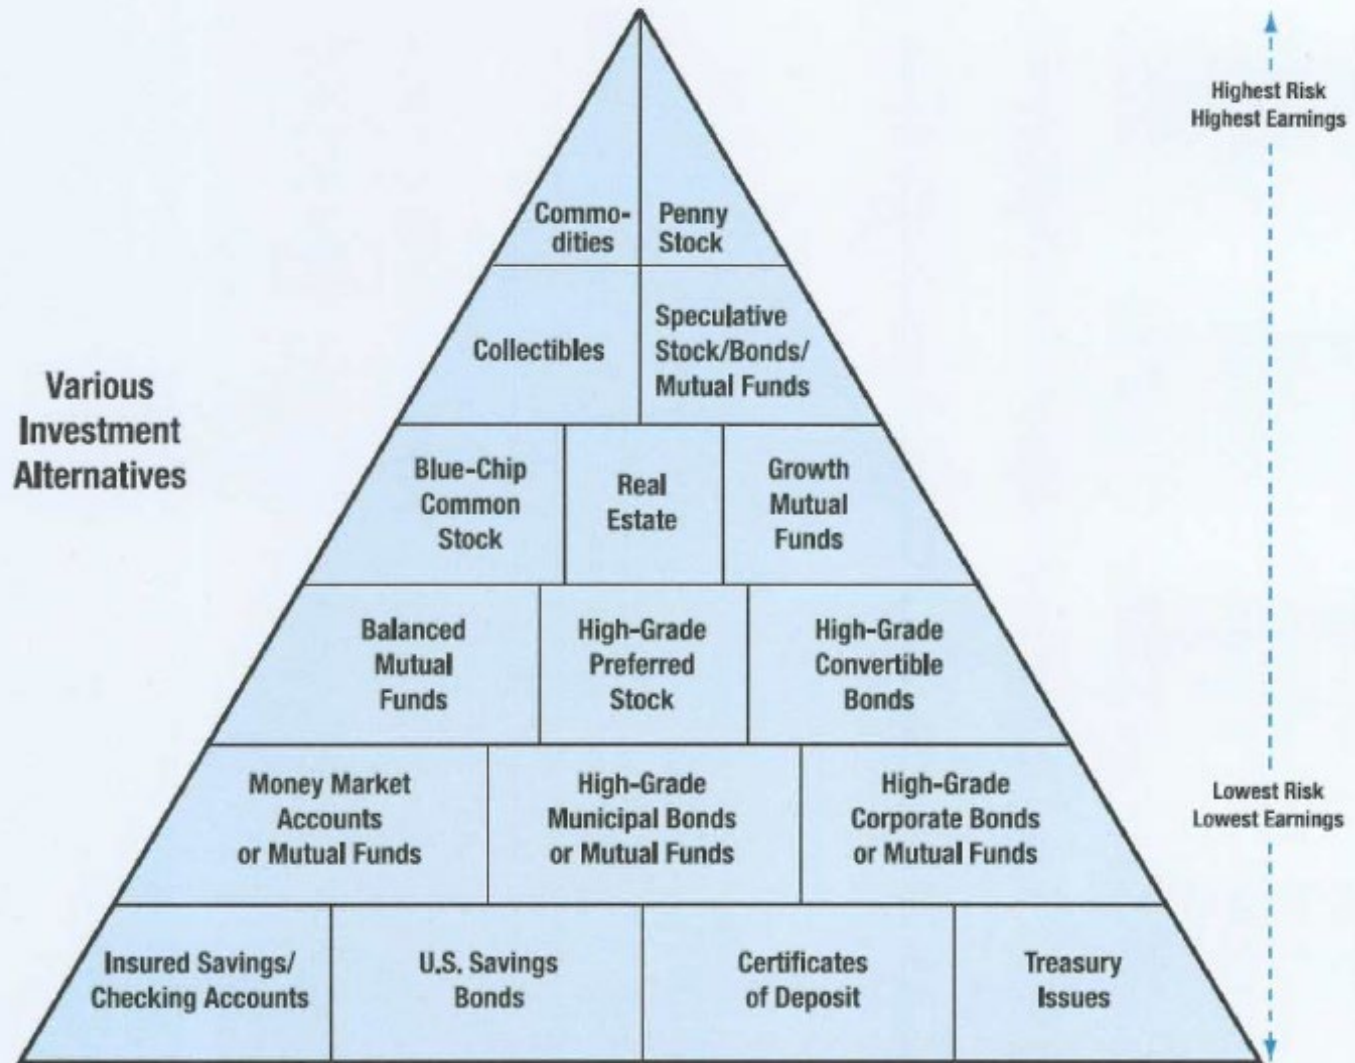 Highest Risk
Highest Earnings
Commo-
dities
Penny
Stock
Collectibles
Speculative
Stock/Bonds/
Mutual Funds
Various
Investment
Alternatives
Blue-Chip
Common
Stock
Real
Estate
Growth
Mutual
Funds
Balanced
Mutual
Funds
High-Grade
Preferred
Stock
High-Grade
Convertible
Bonds
Money Market
Accounts
or Mutual Funds
High-Grade
Municipal Bonds
or Mutual Funds
High-Grade
Corporate Bonds
or Mutual Funds
Lowest Risk
Lowest Earnings
Insured Savings/
Checking Accounts
U.S. Savings
Bonds
Certificates
of Deposit
Treasury
Issues